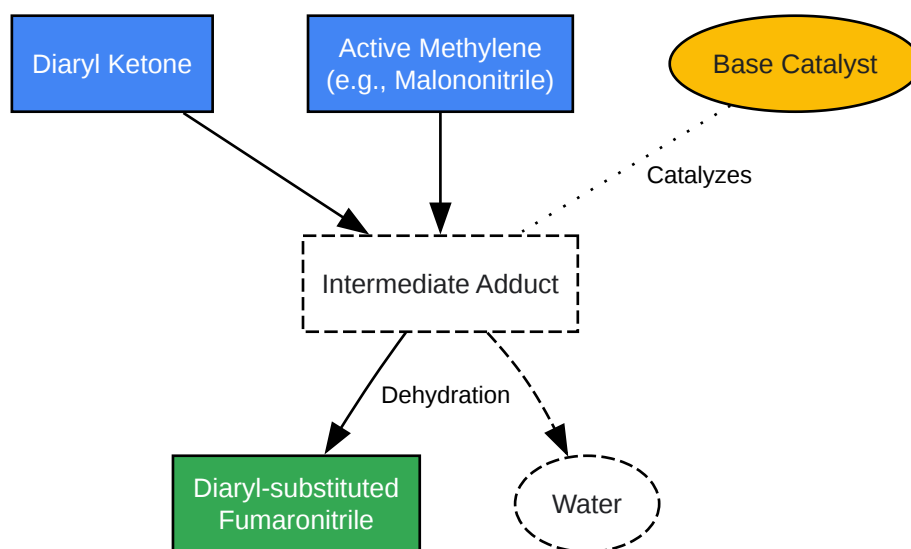 Diaryl Ketone
Active Methylene
(e.g., Malononitrile)
Base Catalyst
Catalyzes
Intermediate Adduct
Dehydration
Diaryl-substituted
Fumaronitrile
Water